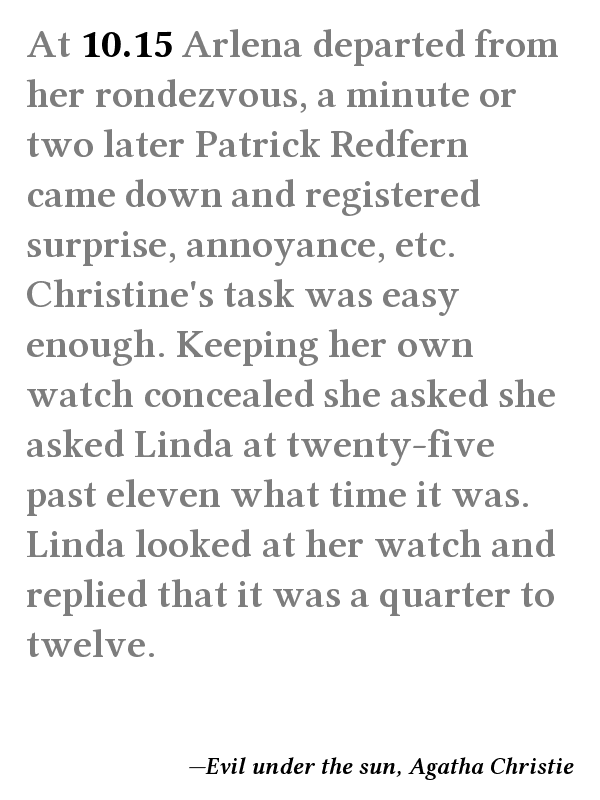 At 10.15 Arlena departed from
her rondezvous, a minute or
two later Patrick Redfern
came down and registered
surprise, annoyance, etc.
Christine's task was easy
enough. Keeping her own
watch concealed she asked she
asked Linda at twenty-five
past eleven what time it was.
Linda looked at her watch and
replied that it was a quarter to
twelve.
—Evil under the sun, Agatha Christie